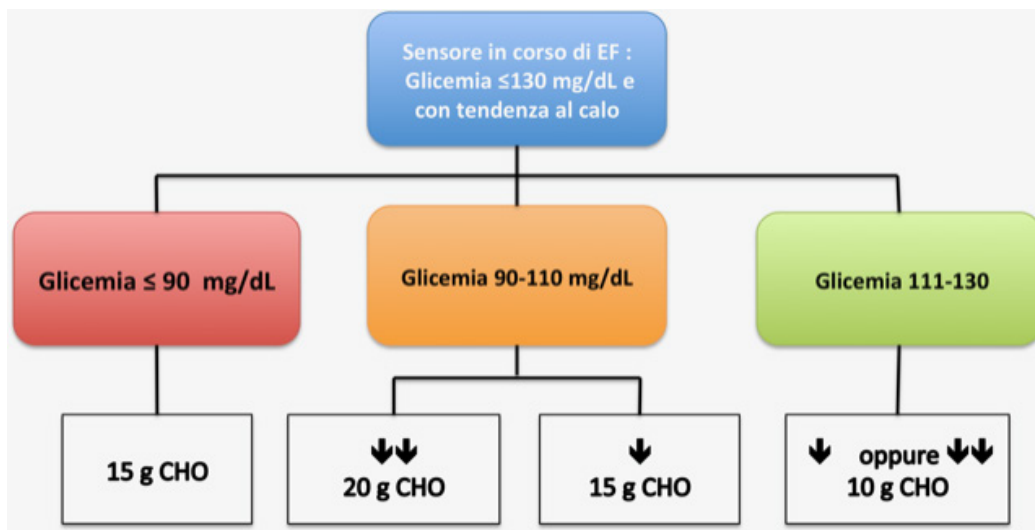 Sensore in corso di EF :
Glicemia ≤130 mg/dL e
con tendenza al calo
Glicemia ≤ 90 mg/dL
Glicemia 90-110 mg/dL
Glicemia 111-130
15 g CHO
↓↓
20 g CHO
↓
15 g CHO
↓ oppure ↓↓
10 g CHO